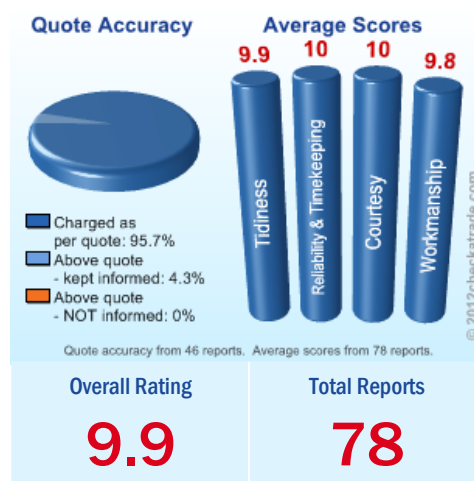 Quote Accuracy
Average Scores
9.9
10
10
9.8
Tidiness
Reliability & Timekeeping
Courtesy
Workmanship
Charged as
per quote: 95.7%
Above quote
- kept informed: 4.3%
Above quote
- NOT informed: 0%
© 2012checkatrade.com
Quote accuracy from 46 reports. Average scores from 78 reports.
Overall Rating
Total Reports
9.9
78